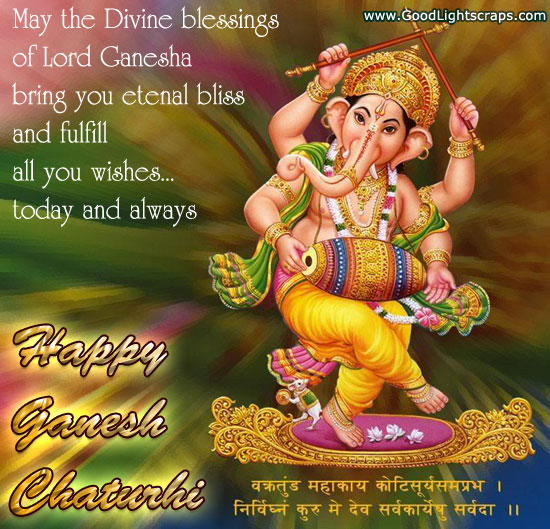 www.GoodLightscraps.com
May the Divine blessings
of Lord Ganesha
bring you etenal bliss
and fulfill
all you wishes...
today and always
Happy
Ganesh
Chaturhi
वक्रतुंड महाकाय कोटिसूर्यसमप्रभ ।
निर्विघ्नं कुरु मे देव सर्वकार्येषु सर्वदा ।।